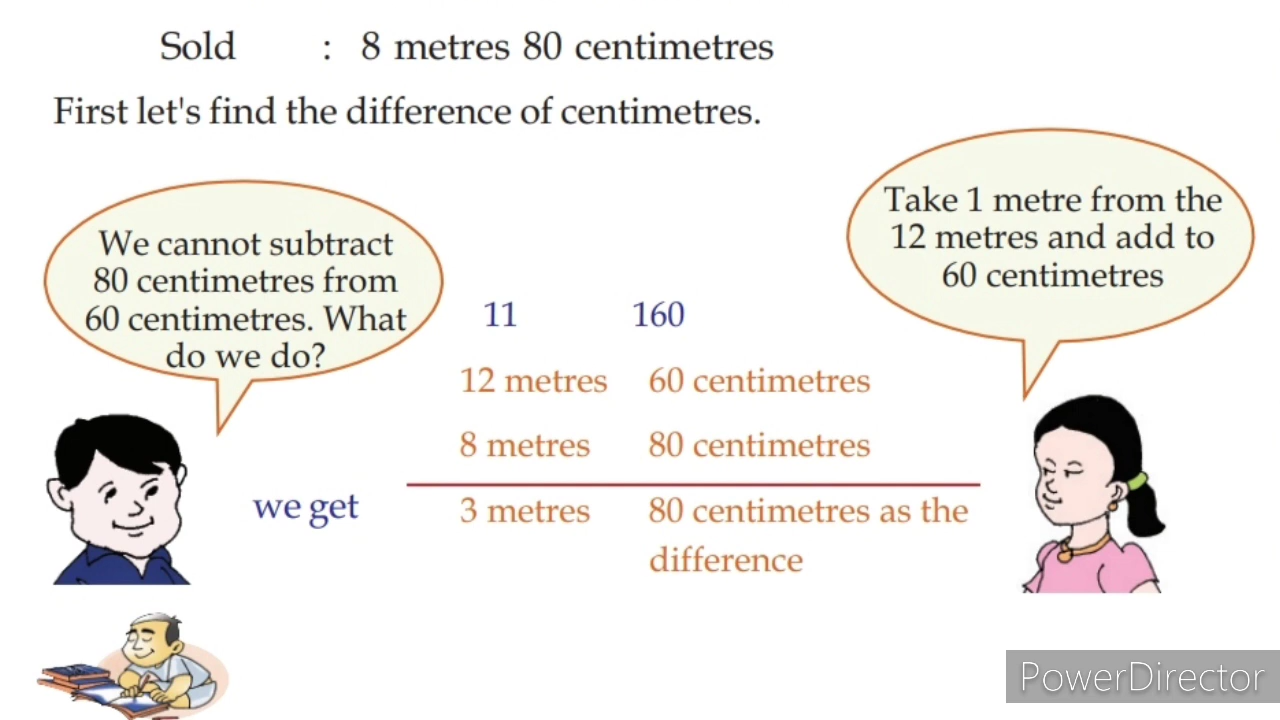 Sold : 8 metres 80 centimetres
First let's find the difference of centimetres.
We cannot subtract
80 centimetres from
60 centimetres. What
do we do?
Take 1 metre from the
12 metres and add to
60 centimetres
11 160
12 metres 60 centimetres
8 metres 80 centimetres
we get 3 metres 80 centimetres as the
difference
PowerDirector